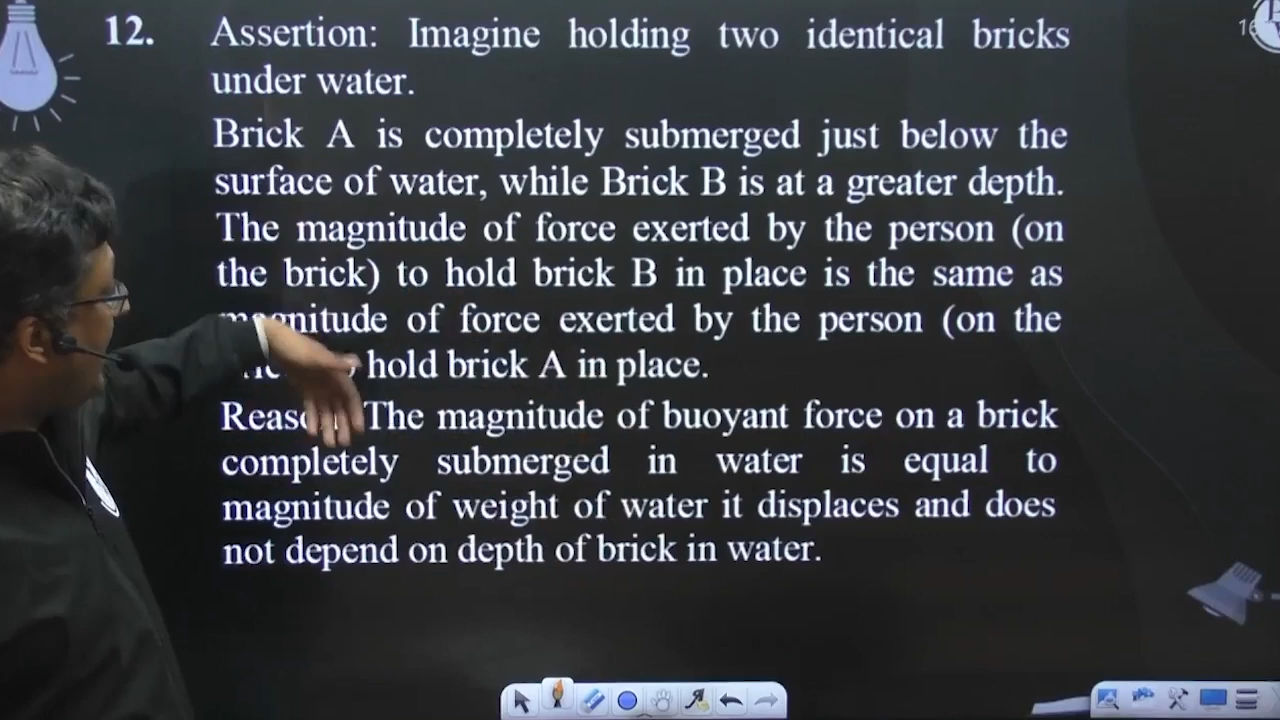 12. Assertion: Imagine holding two identical bricks
under water.
Brick A is completely submerged just below the
surface of water, while Brick B is at a greater depth.
The magnitude of force exerted by the person (on
the brick) to hold brick B in place is the same as
magnitude of force exerted by the person (on the
hold brick A in place.
The magnitude of buoyant force on a brick
completely submerged in water is equal to
magnitude of weight of water it displaces and does
not depend on depth of brick in water.